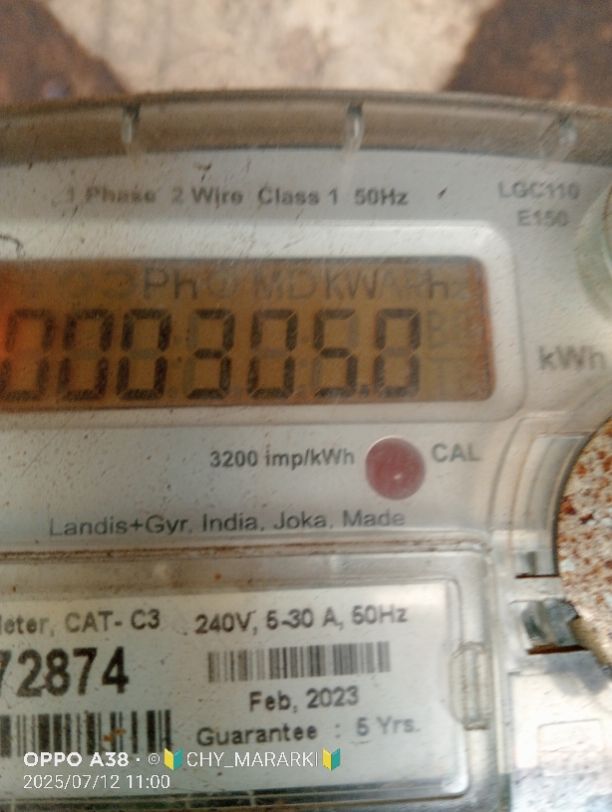 1 Phase 2 Wire Class 1 50Hz
LGC110
E150
000305.0
kWh
3200 imp/kWh
CAL
Landis+Gyr, India, Joka, Made
CAT- C3
240V, 5-30 A, 50Hz
72874
Feb, 2023
Guarantee : 5 Yrs.
OPPO A38 · ©🔰CHY_MARARKI🔰
2025/07/12 11:00